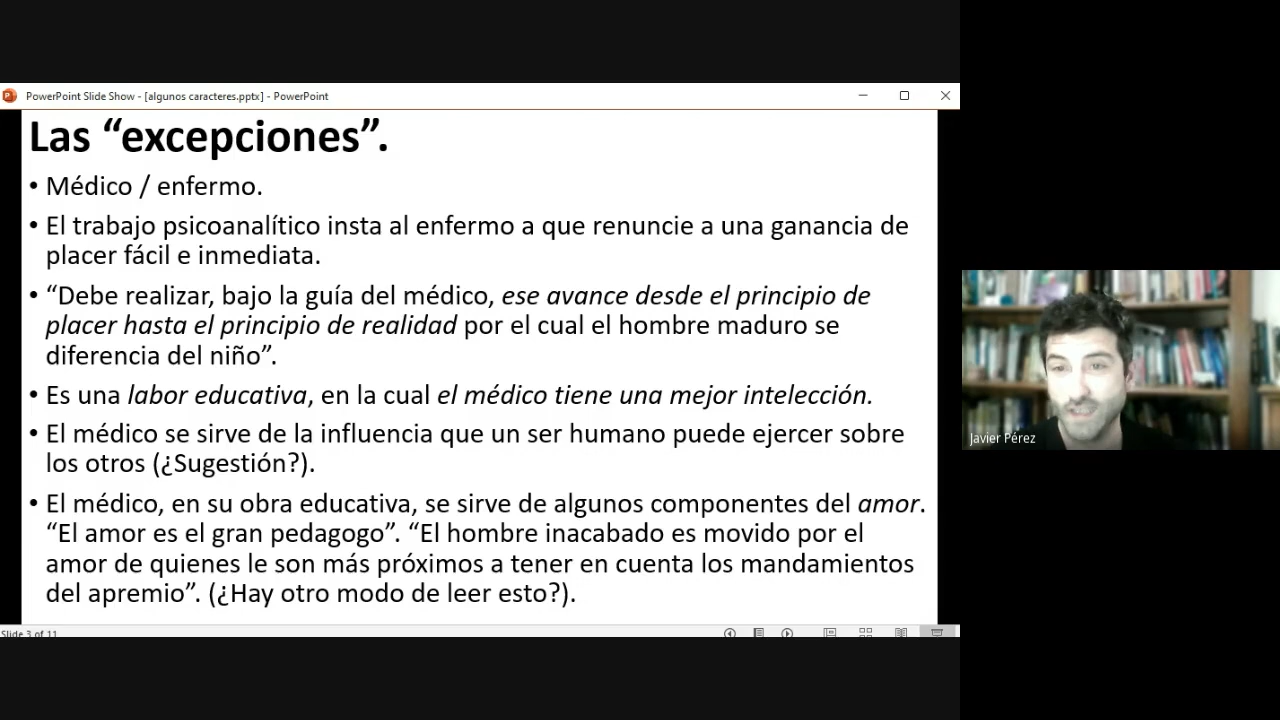 PowerPoint Slide Show - [algunos caracteres.pptx] - PowerPoint
Las “excepciones”.
• Médico / enfermo.
• El trabajo psicoanalítico insta al enfermo a que renuncie a una ganancia de
placer fácil e inmediata.
• “Debe realizar, bajo la guía del médico, ese avance desde el principio de
placer hasta el principio de realidad por el cual el hombre maduro se
diferencia del niño”.
• Es una labor educativa, en la cual el médico tiene una mejor intelección.
• El médico se sirve de la influencia que un ser humano puede ejercer sobre
los otros (¿Sugestión?).
• El médico, en su obra educativa, se sirve de algunos componentes del amor.
“El amor es el gran pedagogo”. “El hombre inacabado es movido por el
amor de quienes le son más próximos a tener en cuenta los mandamientos
del apremio”. (¿Hay otro modo de leer esto?).
Slide 3 of 11
Javier Pérez